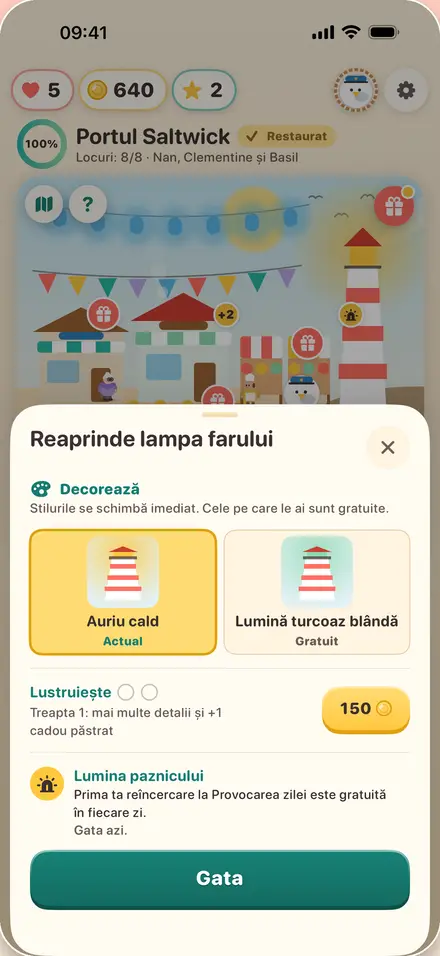 09:41
5
640
2
100%
Portul Saltwick
Restaurat
Locuri: 8/8 · Nan, Clementine și Basil
?
+2
Reaprinde lampa farului
Decorează
Stilurile se schimbă imediat. Cele pe care le ai sunt gratuite.
Auriu cald
Actual
Lumină turcoaz blândă
Gratuit
Lustruiește
Treapta 1: mai multe detalii și +1
cadou păstrat
150
Lumina paznicului
Prima ta reîncercare la Provocarea zilei este gratuită
în fiecare zi.
Gata azi.
Gata